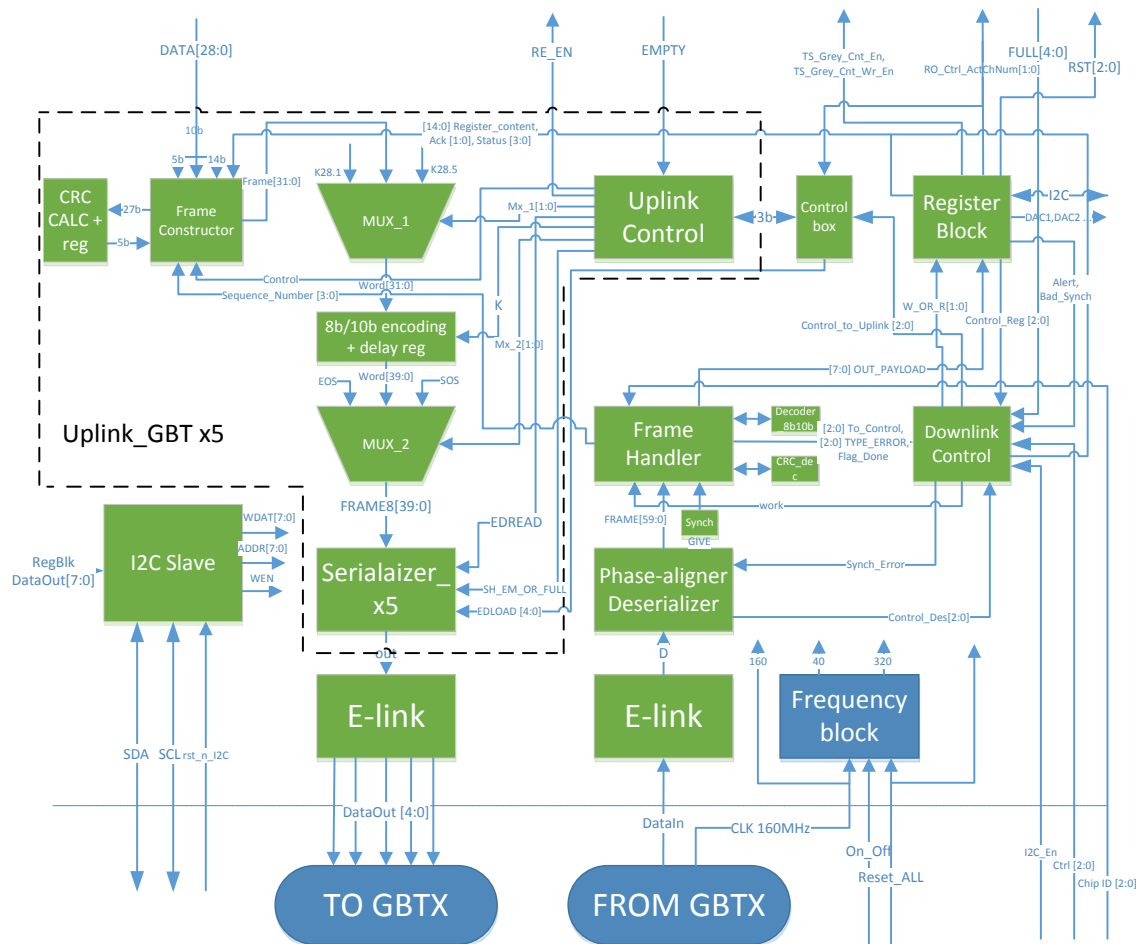 DATA[28:0]
RE_EN
EMPTY
TS_Grey_Cnt_En,
TS_Grey_Cnt_Wr_En
RO_Ctrl_ActChNum[1:0]
FULL[4:0]
RST[2:0]
10b
5b
14b
[14:0] Register_content,
Ack [1:0], Status [3:0]
Frame[31:0]
K28.1
K28.5
CRC
CALC +
reg
27b
5b
Frame
Constructor
MUX_1
Mx_1[1:0]
Uplink
Control
3b
Control
box
Register
Block
I2C
DAC1,DAC2 ...
Control
Sequence_Number [3:0]
Word[31:0]
K
W_OR_R[1:0]
Alert,
Bad_Synch
Control_to_Uplink [2:0]
Control_Reg [2:0]
8b/10b encoding
+ delay reg
Mx_2[1:0]
[7:0] OUT_PAYLOAD
EOS
Word[39:0]
SOS
Uplink_GBT x5
MUX_2
Frame
Handler
Decoder
_8b10b
[2:0] To_Control,
[2:0] TYPE_ERROR,
Flag_Done
CRC_de
c
Downlink
Control
FRAME8[39:0]
work
FRAME[59:0]
Synch
GIVE
WDAT[7:0]
EDREAD
I2C Slave
ADDR[7:0]
RegBlk
DataOut[7:0]
WEN
Serialaizer_
x5
SH_EM_OR_FULL
EDLOAD [4:0]
Phase-aligner
Deserializer
Synch_Error
Control_Des[2:0]
out
D
160
40
320
E-link
E-link
Frequency
block
SDA
SCL
rst_n_I2C
DataOut [4:0]
DataIn
CLK 160MHz
On_Off
Reset_ALL
I2C_En
Ctrl [2:0]
Chip ID [2:0]
TO GBTX
FROM GBTX